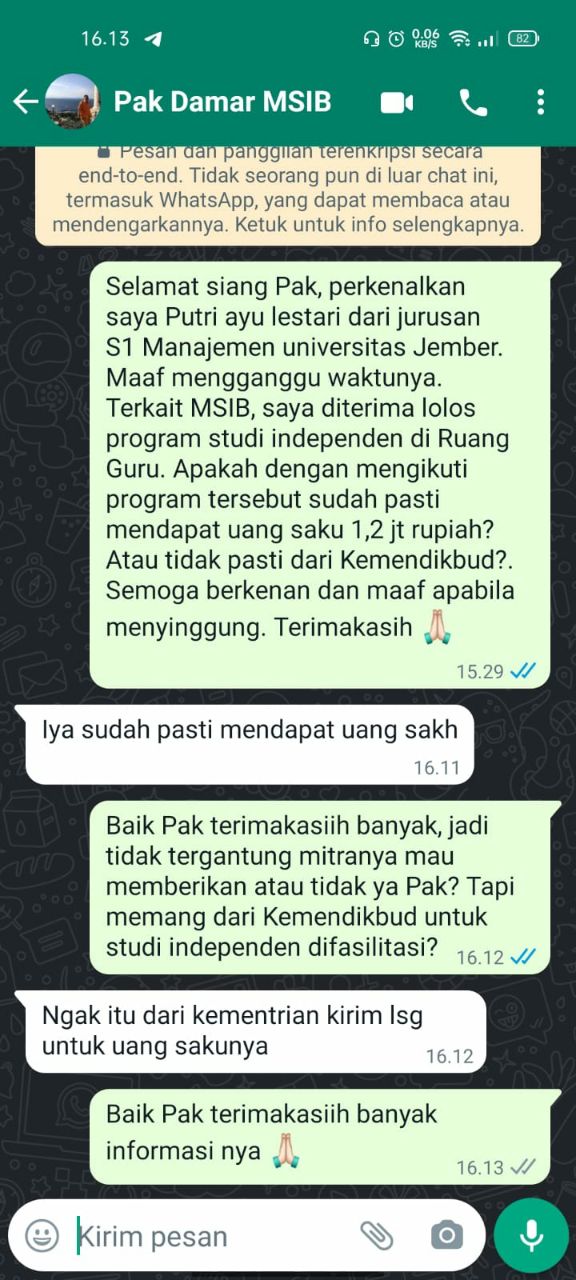 16.13
0.06
KB/S
82
Pak Damar MSIB
Pesan dan panggilan terenkripsi secara
end-to-end. Tidak seorang pun di luar chat ini,
termasuk WhatsApp, yang dapat membaca atau
mendengarkannya. Ketuk untuk info selengkapnya.
Selamat siang Pak, perkenalkan
saya Putri ayu lestari dari jurusan
S1 Manajemen universitas Jember.
Maaf mengganggu waktunya.
Terkait MSIB, saya diterima lolos
program studi independen di Ruang
Guru. Apakah dengan mengikuti
program tersebut sudah pasti
mendapat uang saku 1,2 jt rupiah?
Atau tidak pasti dari Kemendikbud?.
Semoga berkenan dan maaf apabila
menyinggung. Terimakasih 🙏🏻
15.29
Iya sudah pasti mendapat uang sakh
16.11
Baik Pak terimakasiih banyak, jadi
tidak tergantung mitranya mau
memberikan atau tidak ya Pak? Tapi
memang dari Kemendikbud untuk
studi independen difasilitasi?
16.12
Ngak itu dari kementrian kirim lsg
untuk uang sakunya
16.12
Baik Pak terimakasiih banyak
informasi nya 🙏🏻
16.13
Kirim pesan